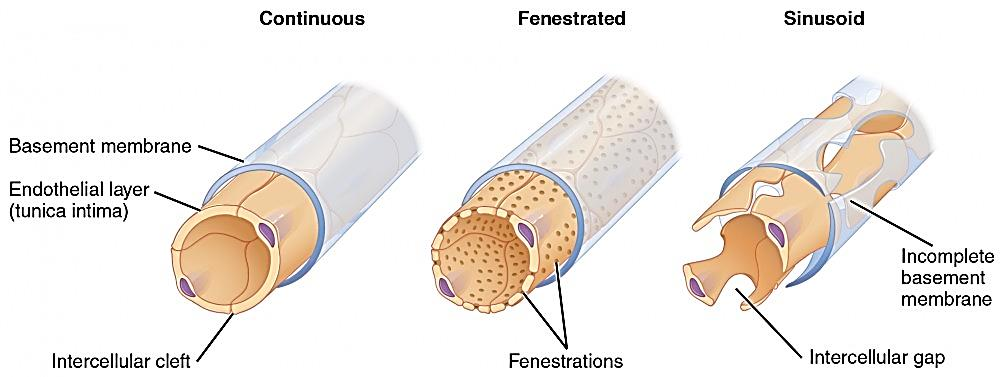 Continuous
Fenestrated
Sinusoid
Basement membrane
Endothelial layer
(tunica intima)
Intercellular cleft
Fenestrations
Incomplete
basement
membrane
Intercellular gap